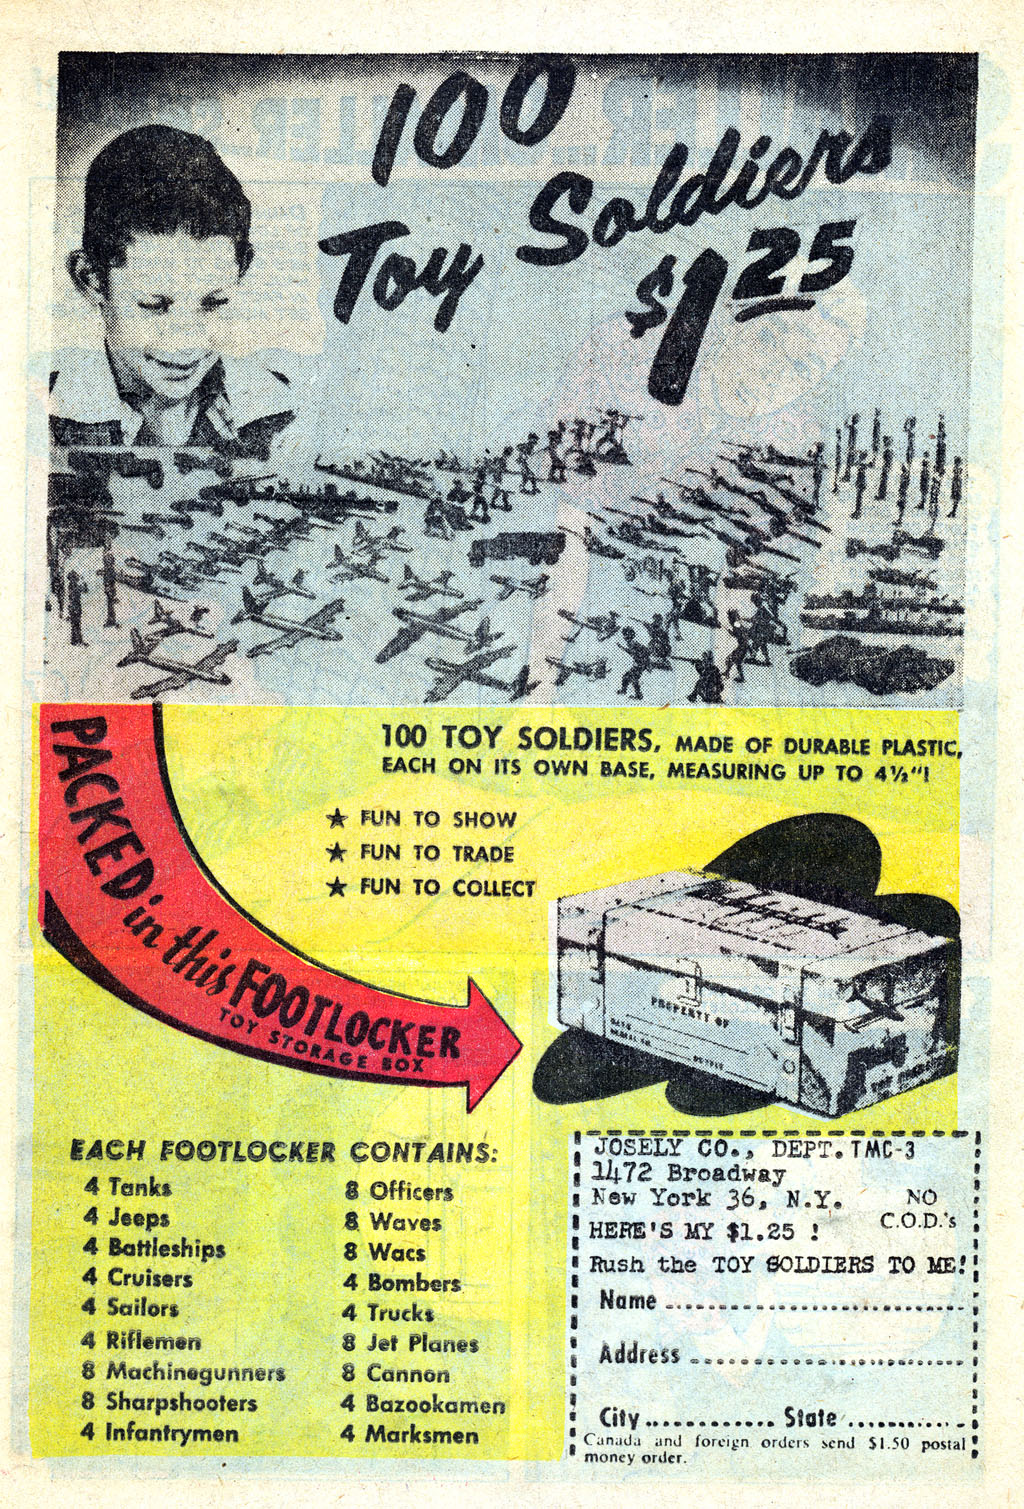 100
Toy Soldiers
$1.25
PACKED in this FOOTLOCKER
TOY STORAGE BOX
100 TOY SOLDIERS, MADE OF DURABLE PLASTIC,
EACH ON ITS OWN BASE, MEASURING UP TO 4½"!
★ FUN TO SHOW
★ FUN TO TRADE
★ FUN TO COLLECT
PROPERTY OF
EACH FOOTLOCKER CONTAINS:
4 Tanks
4 Jeeps
4 Battleships
4 Cruisers
4 Sailors
4 Riflemen
8 Machinegunners
8 Sharpshooters
4 Infantrymen
8 Officers
8 Waves
8 Wacs
4 Bombers
4 Trucks
8 Jet Planes
8 Cannon
4 Bazookamen
4 Marksmen
JOSELY CO., DEPT. TMC-3
1472 Broadway
New York 36, N.Y.
NO
C.O.D.'s
HERE'S MY $1.25 !
Rush the TOY SOLDIERS TO ME!
Name
Address
City ............ State ............
Canada and foreign orders send $1.50 postal
money order.